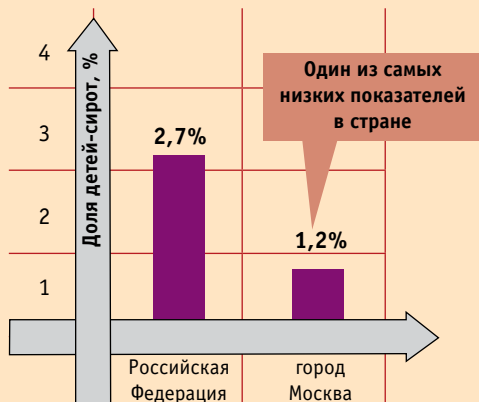 4
3
2
1
Доля детей-сирот, %
Один из самых
низких показателей
в стране
2,7%
1,2%
Российская
Федерация
город
Москва